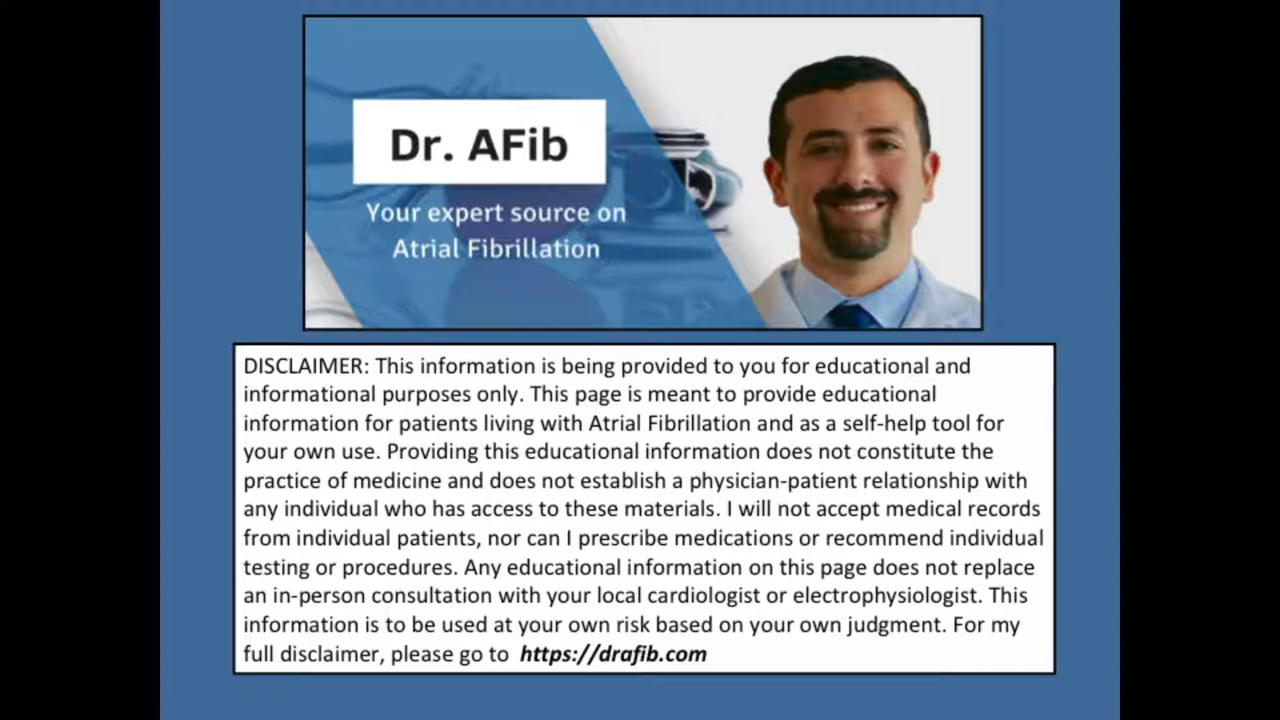 Dr. AFib
Your expert source on
Atrial Fibrillation
DISCLAIMER: This information is being provided to you for educational and
informational purposes only. This page is meant to provide educational
information for patients living with Atrial Fibrillation and as a self-help tool for
your own use. Providing this educational information does not constitute the
practice of medicine and does not establish a physician-patient relationship with
any individual who has access to these materials. I will not accept medical records
from individual patients, nor can I prescribe medications or recommend individual
testing or procedures. Any educational information on this page does not replace
an in-person consultation with your local cardiologist or electrophysiologist. This
information is to be used at your own risk based on your own judgment. For my
full disclaimer, please go to https://drafib.com